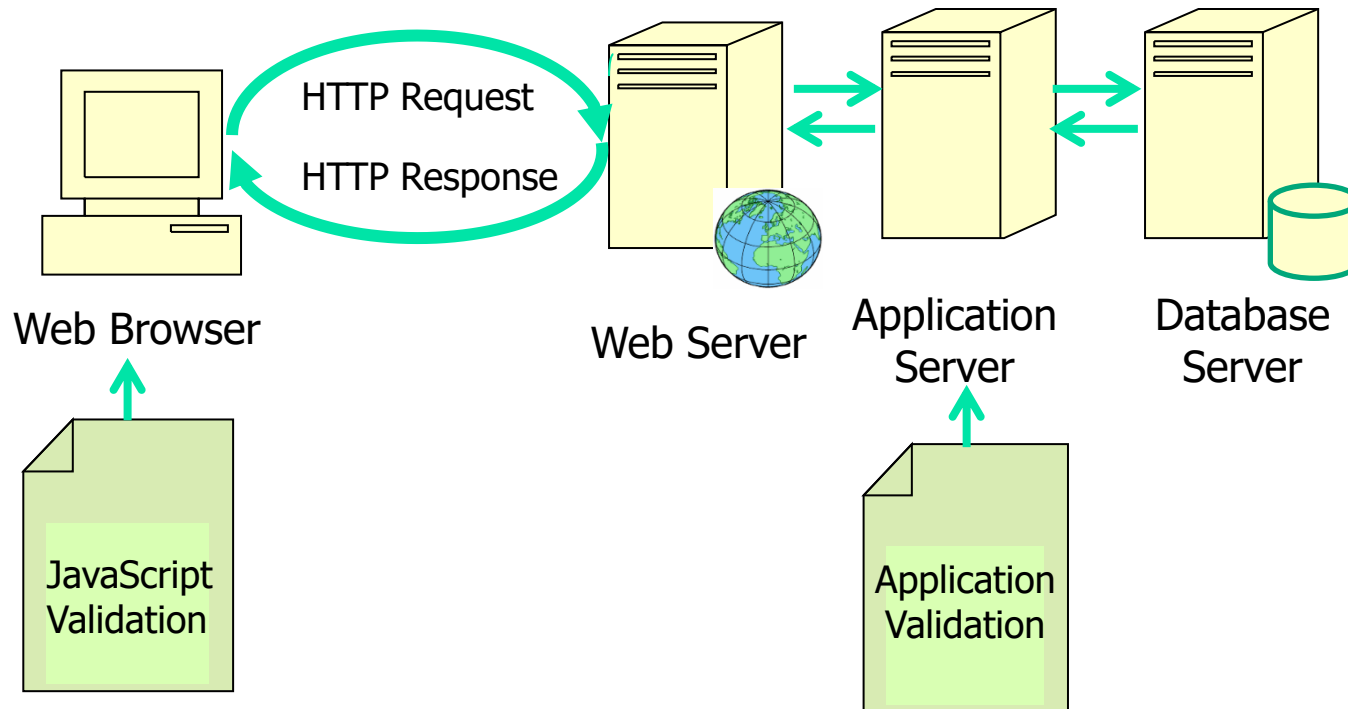 HTTP Request
HTTP Response
Web Browser
Web Server
Application
Server
Database
Server
JavaScript
Validation
Application
Validation